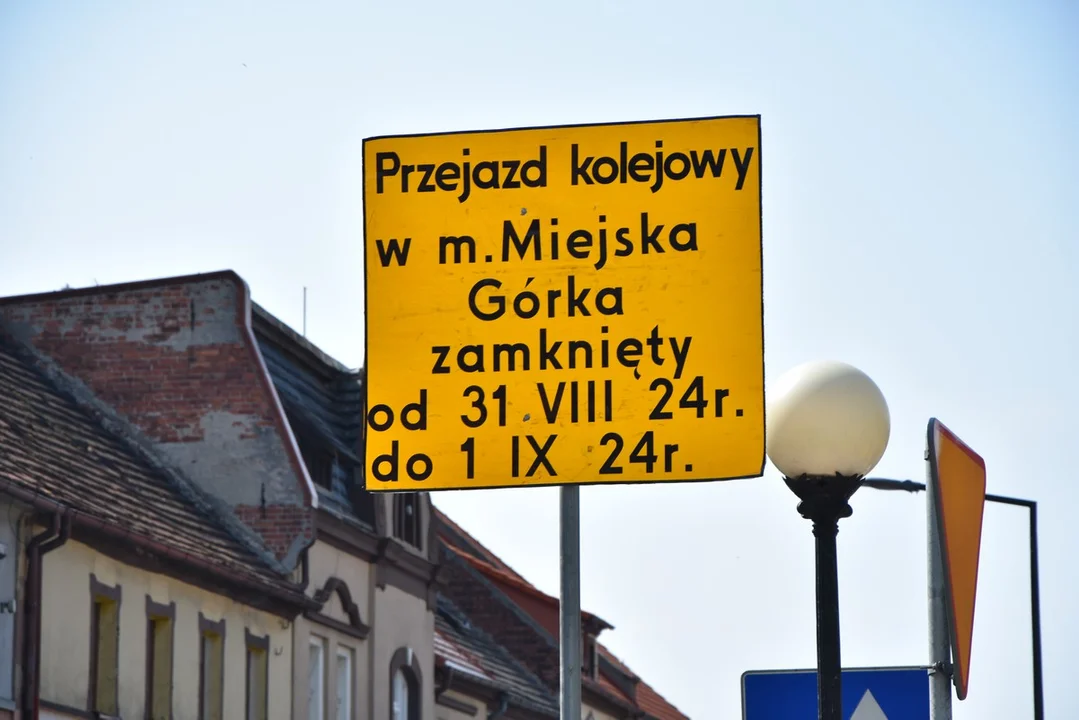 Przejazd kolejowy
w m.Miejska
Górka
zamknięty
od 31 VIII 24r.
do 1 IX 24r.